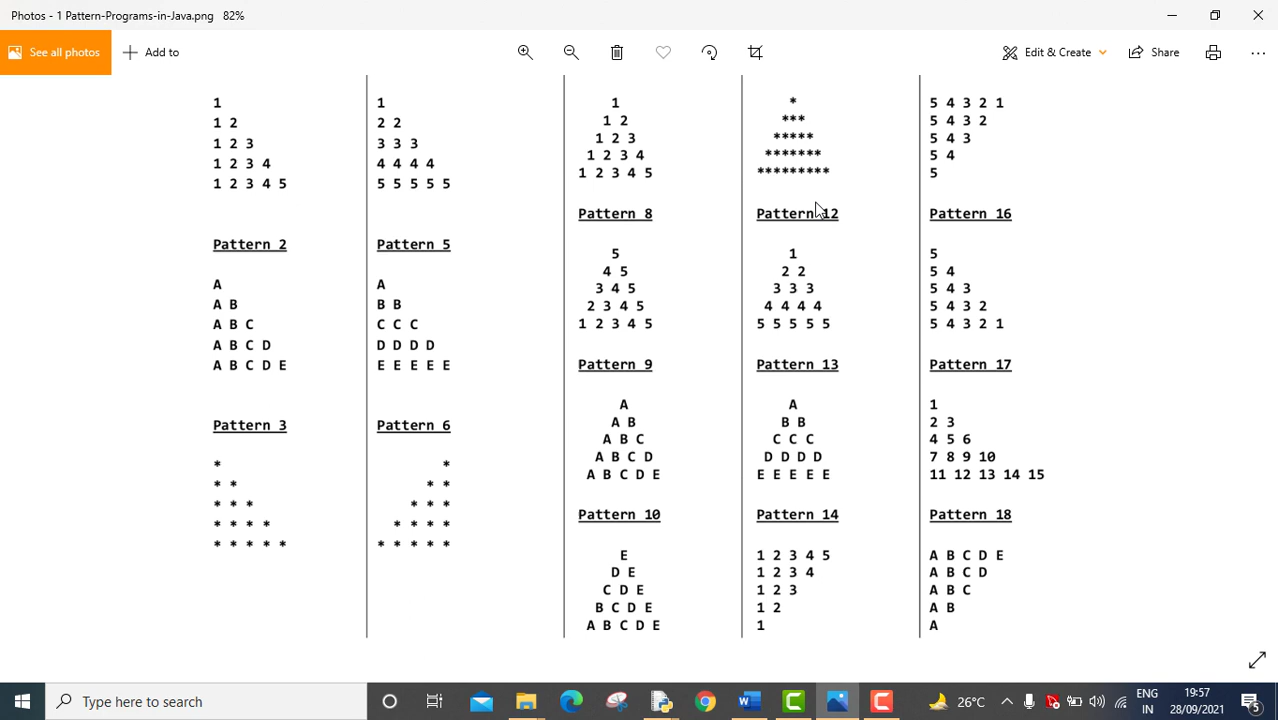 Photos - 1 Pattern-Programs-in-Java.png 82%
See all photos
Add to
Edit & Create
Share
1
1 2
1 2 3
1 2 3 4
1 2 3 4 5
Pattern 2
A
A B
A B C
A B C D
A B C D E
Pattern 3
*
* *
* * *
* * * *
* * * * *
1
2 2
3 3 3
4 4 4 4
5 5 5 5 5
Pattern 5
A
B B
C C C
D D D D
E E E E E
Pattern 6
*
* *
* * *
* * * *
* * * * *
1
1 2
1 2 3
1 2 3 4
1 2 3 4 5
Pattern 8
5
4 5
3 4 5
2 3 4 5
1 2 3 4 5
Pattern 9
A
A B
A B C
A B C D
A B C D E
Pattern 10
E
D E
C D E
B C D E
A B C D E
*
***
*****
*******
*********
Pattern 12
1
2 2
3 3 3
4 4 4 4
5 5 5 5 5
Pattern 13
A
B B
C C C
D D D D
E E E E E
Pattern 14
1 2 3 4 5
1 2 3 4
1 2 3
1 2
1
5 4 3 2 1
5 4 3 2
5 4 3
5 4
5
Pattern 16
5
5 4
5 4 3
5 4 3 2
5 4 3 2 1
Pattern 17
1
2 3
4 5 6
7 8 9 10
11 12 13 14 15
Pattern 18
A B C D E
A B C D
A B C
A B
A
Type here to search
26°C
ENG
IN
19:57
28/09/2021
5